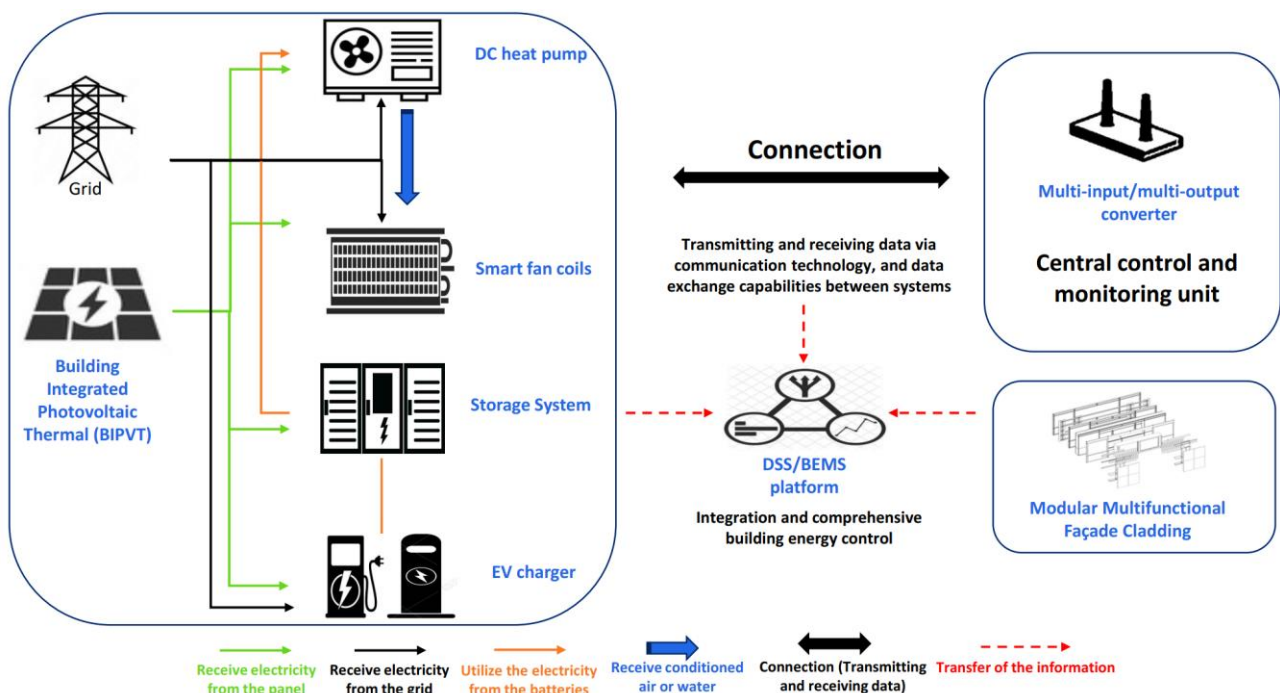 DC heat pump
Grid
Smart fan coils
Building
Integrated
Photovoltaic
Thermal (BIPVT)
Storage System
EV charger
Connection
Transmitting and receiving data via
communication technology, and data
exchange capabilities between systems
DSS/BEMS
platform
Integration and comprehensive
building energy control
Multi-input/multi-output
converter
Central control and
monitoring unit
Modular Multifunctional
Façade Cladding
Receive electricity
from the panel
Receive electricity
from the grid
Utilize the electricity
from the batteries
Receive conditioned
air or water
Connection (Transmitting
and receiving data)
Transfer of the information